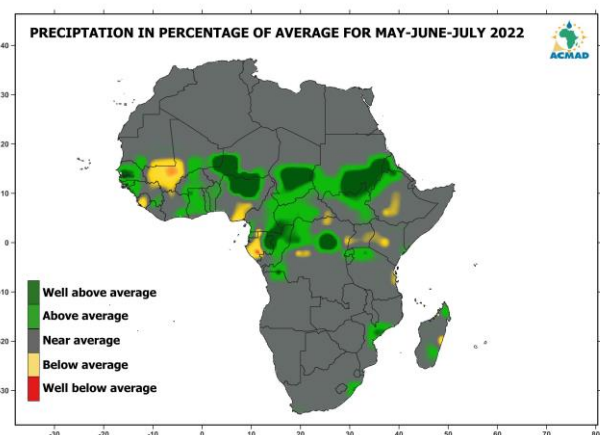 PRECIPTATION IN PERCENTAGE OF AVERAGE FOR MAY-JUNE-JULY 2022
ACMAD
40
30
20
10
0
-10
-20
-30
Well above average
Above average
Near average
Below average
Well below average
-30 -20 -10 0 10 20 30 40 50 60 70 80